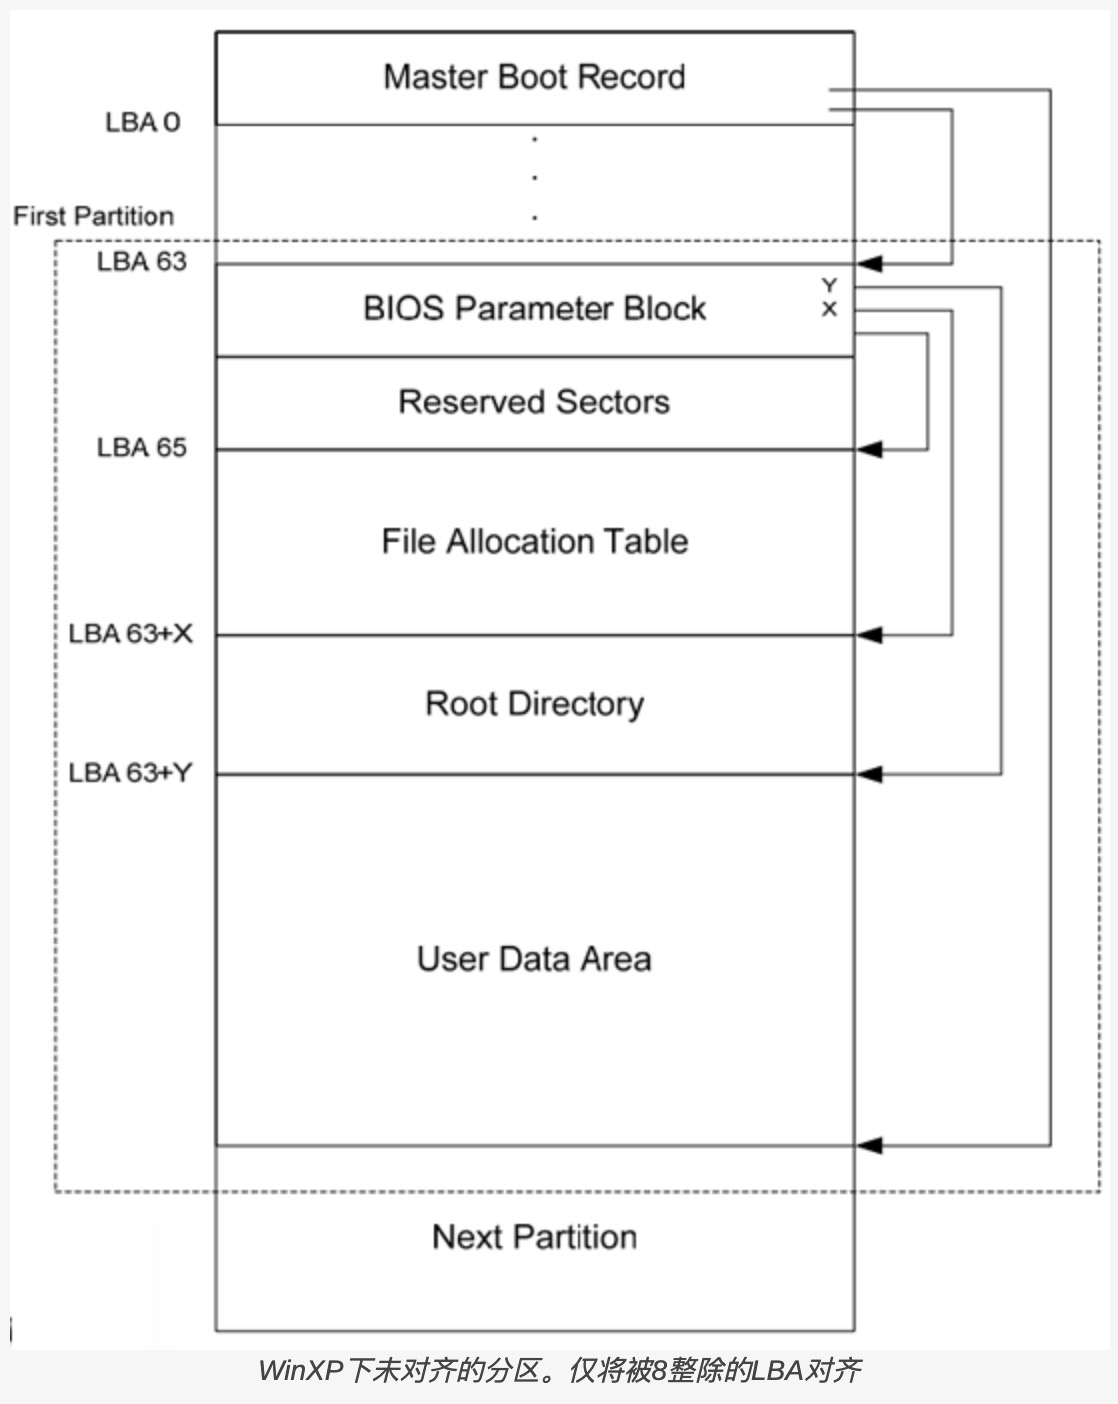 Master Boot Record
LBA 0
First Partition
LBA 63
Y
BIOS Parameter Block
X
Reserved Sectors
LBA 65
File Allocation Table
LBA 63+X
Root Directory
LBA 63+Y
User Data Area
Next Partition
WinXP下未对齐的分区。仅将被8整除的LBA对齐